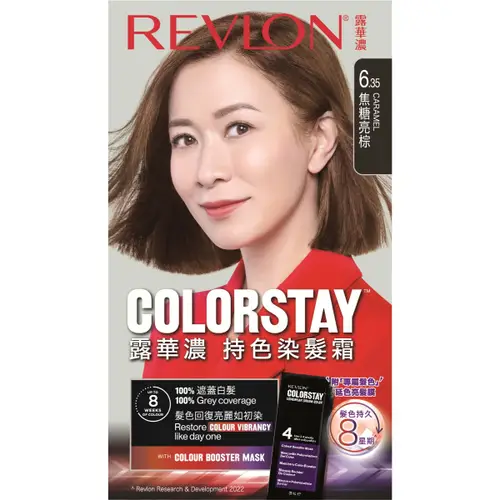 REVLON®
露華濃
6.35
CARAMEL
焦糖亮棕
COLORSTAY™
露華濃 持色染髮霜
UP TO
8
WEEKS
OF COLOUR
100% 遮蓋白髮
100% Grey coverage
髮色回復亮麗如初染
Restore COLOUR VIBRANCY
like day one
WITH COLOUR BOOSTER MASK
REVLON
COLORSTAY
4
附"專屬髮色"
延色亮髮膜
髮色持久
8星期
^ Revlon Research & Development 2022